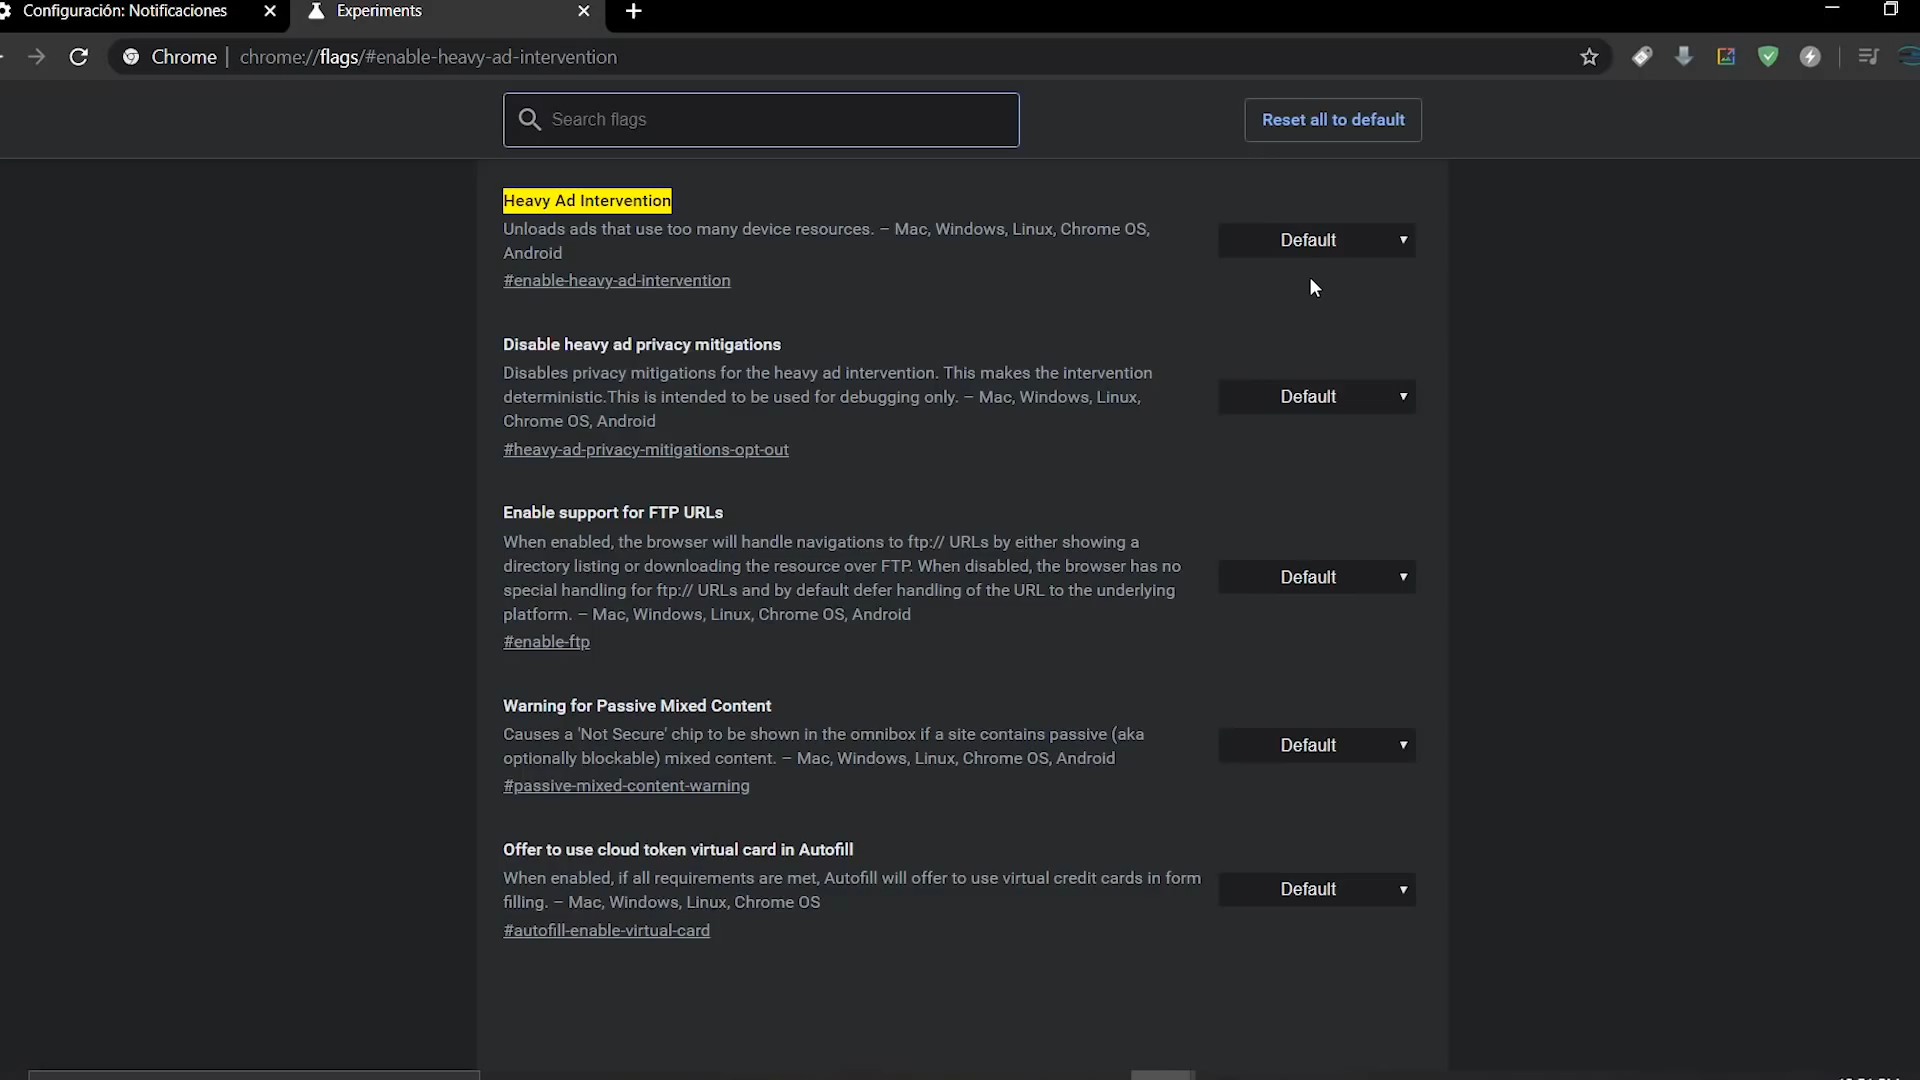 Configuración: Notificaciones
Experiments
Chrome
chrome://flags/#enable-heavy-ad-intervention
Search flags
Reset all to default
Heavy Ad Intervention
Unloads ads that use too many device resources. – Mac, Windows, Linux, Chrome OS,
Android
#enable-heavy-ad-intervention
Default
Disable heavy ad privacy mitigations
Disables privacy mitigations for the heavy ad intervention. This makes the intervention
deterministic.This is intended to be used for debugging only. – Mac, Windows, Linux,
Chrome OS, Android
#heavy-ad-privacy-mitigations-opt-out
Default
Enable support for FTP URLs
When enabled, the browser will handle navigations to ftp:// URLs by either showing a
directory listing or downloading the resource over FTP. When disabled, the browser has no
special handling for ftp:// URLs and by default defer handling of the URL to the underlying
platform. – Mac, Windows, Linux, Chrome OS, Android
#enable-ftp
Default
Warning for Passive Mixed Content
Causes a 'Not Secure' chip to be shown in the omnibox if a site contains passive (aka
optionally blockable) mixed content. – Mac, Windows, Linux, Chrome OS, Android
#passive-mixed-content-warning
Default
Offer to use cloud token virtual card in Autofill
When enabled, if all requirements are met, Autofill will offer to use virtual credit cards in form
filling. – Mac, Windows, Linux, Chrome OS
#autofill-enable-virtual-card
Default